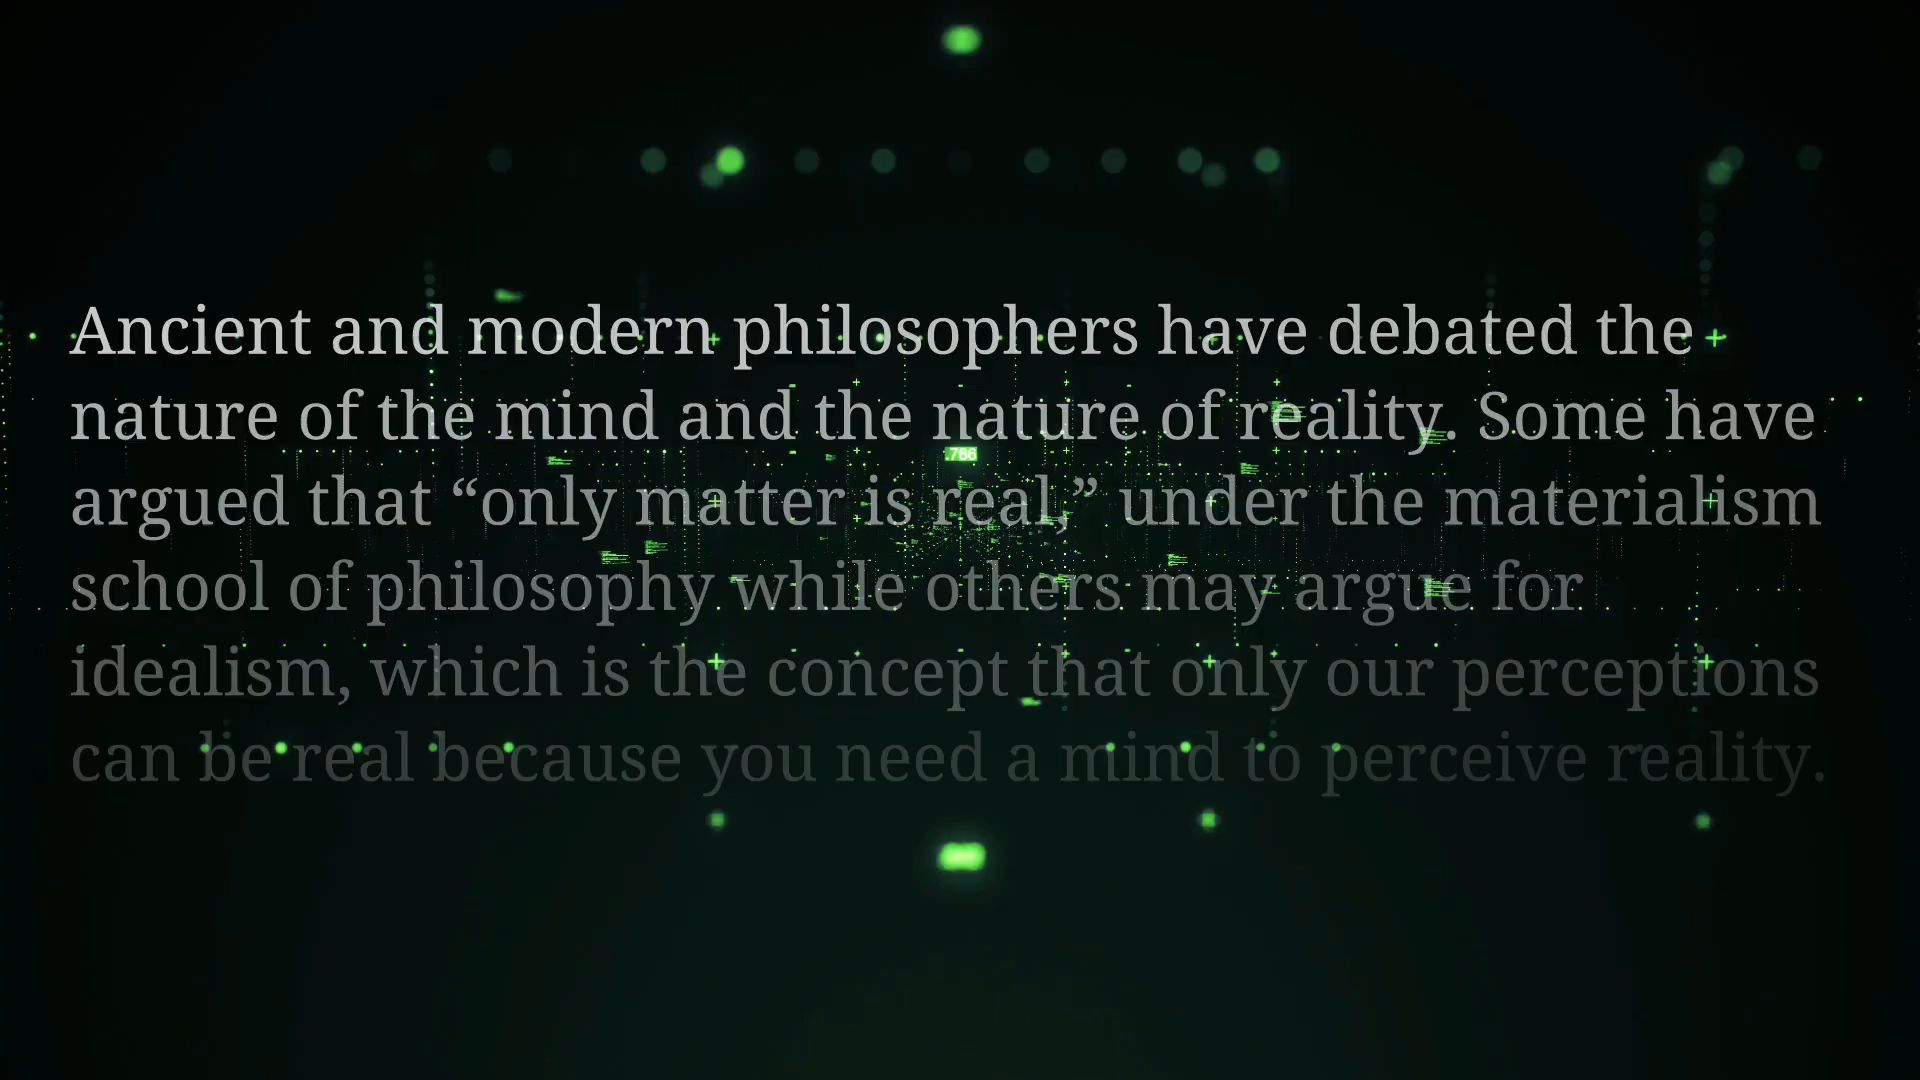 Ancient and modern philosophers have debated the
nature of the mind and the nature of reality. Some have
.786
argued that “only matter is real,” under the materialism
school of philosophy while others may argue for
idealism, which is the concept that only our perceptions
can be real because you need a mind to perceive reality.